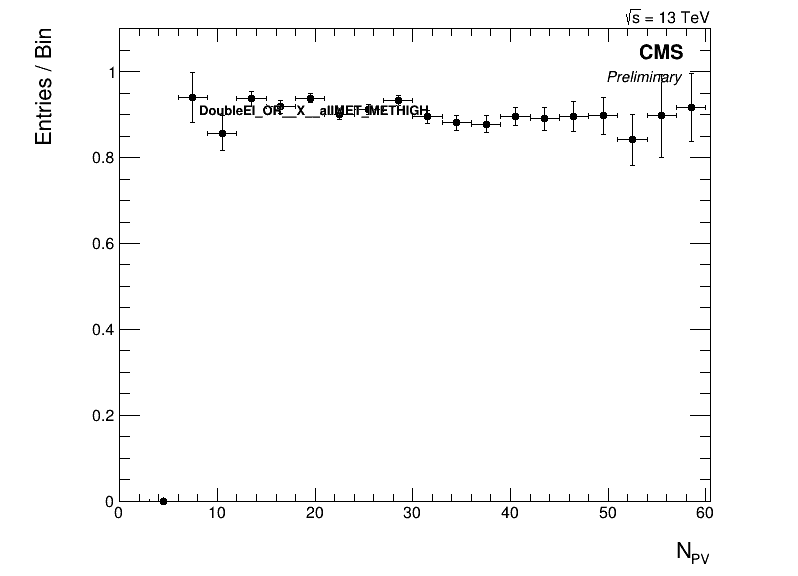 √s = 13 TeV
CMS
Preliminary
Entries / Bin
DoubleEl_OR__X__allMET_METHIGH
1
0.8
0.6
0.4
0.2
0
0 10 20 30 40 50 60
N_PV